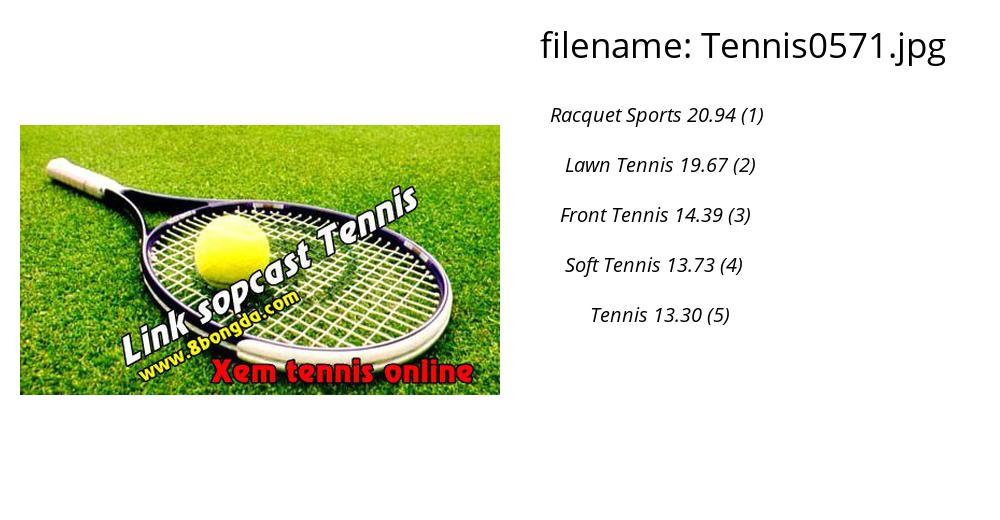 filename: Tennis0571.jpg
Racquet Sports 20.94 (1)
Lawn Tennis 19.67 (2)
Front Tennis 14.39 (3)
Soft Tennis 13.73 (4)
Tennis 13.30 (5)
Link sopcast Tennis
www.8bongda.com
Xem tennis online